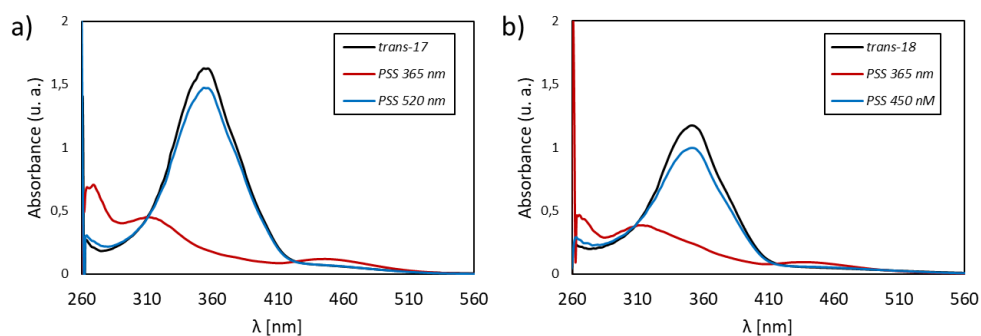 a)
2
1,5
1
0,5
0
Absorbance (u. a.)
260 310 360 410 460 510 560
λ [nm]
trans-17
PSS 365 nm
PSS 520 nm
b)
2
1,5
1
0,5
0
Absorbance (u. a.)
260 310 360 410 460 510 560
λ [nm]
trans-18
PSS 365 nm
PSS 450 nM